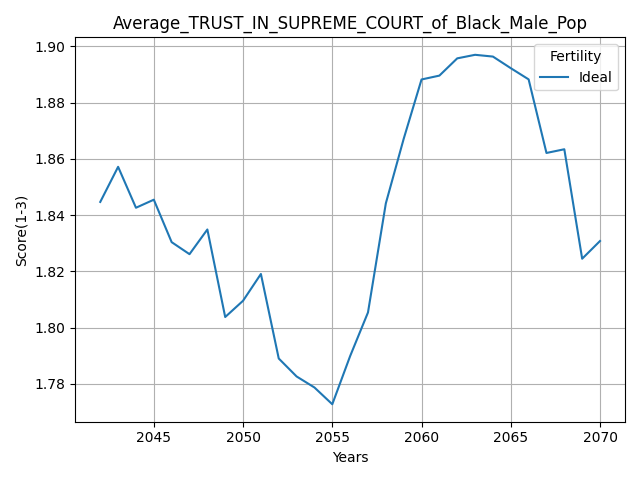 Average_TRUST_IN_SUPREME_COURT_of_Black_Male_Pop
Fertility
Ideal
Score(1-3)
1.90
1.88
1.86
1.84
1.82
1.80
1.78
2045 2050 2055 2060 2065 2070
Years